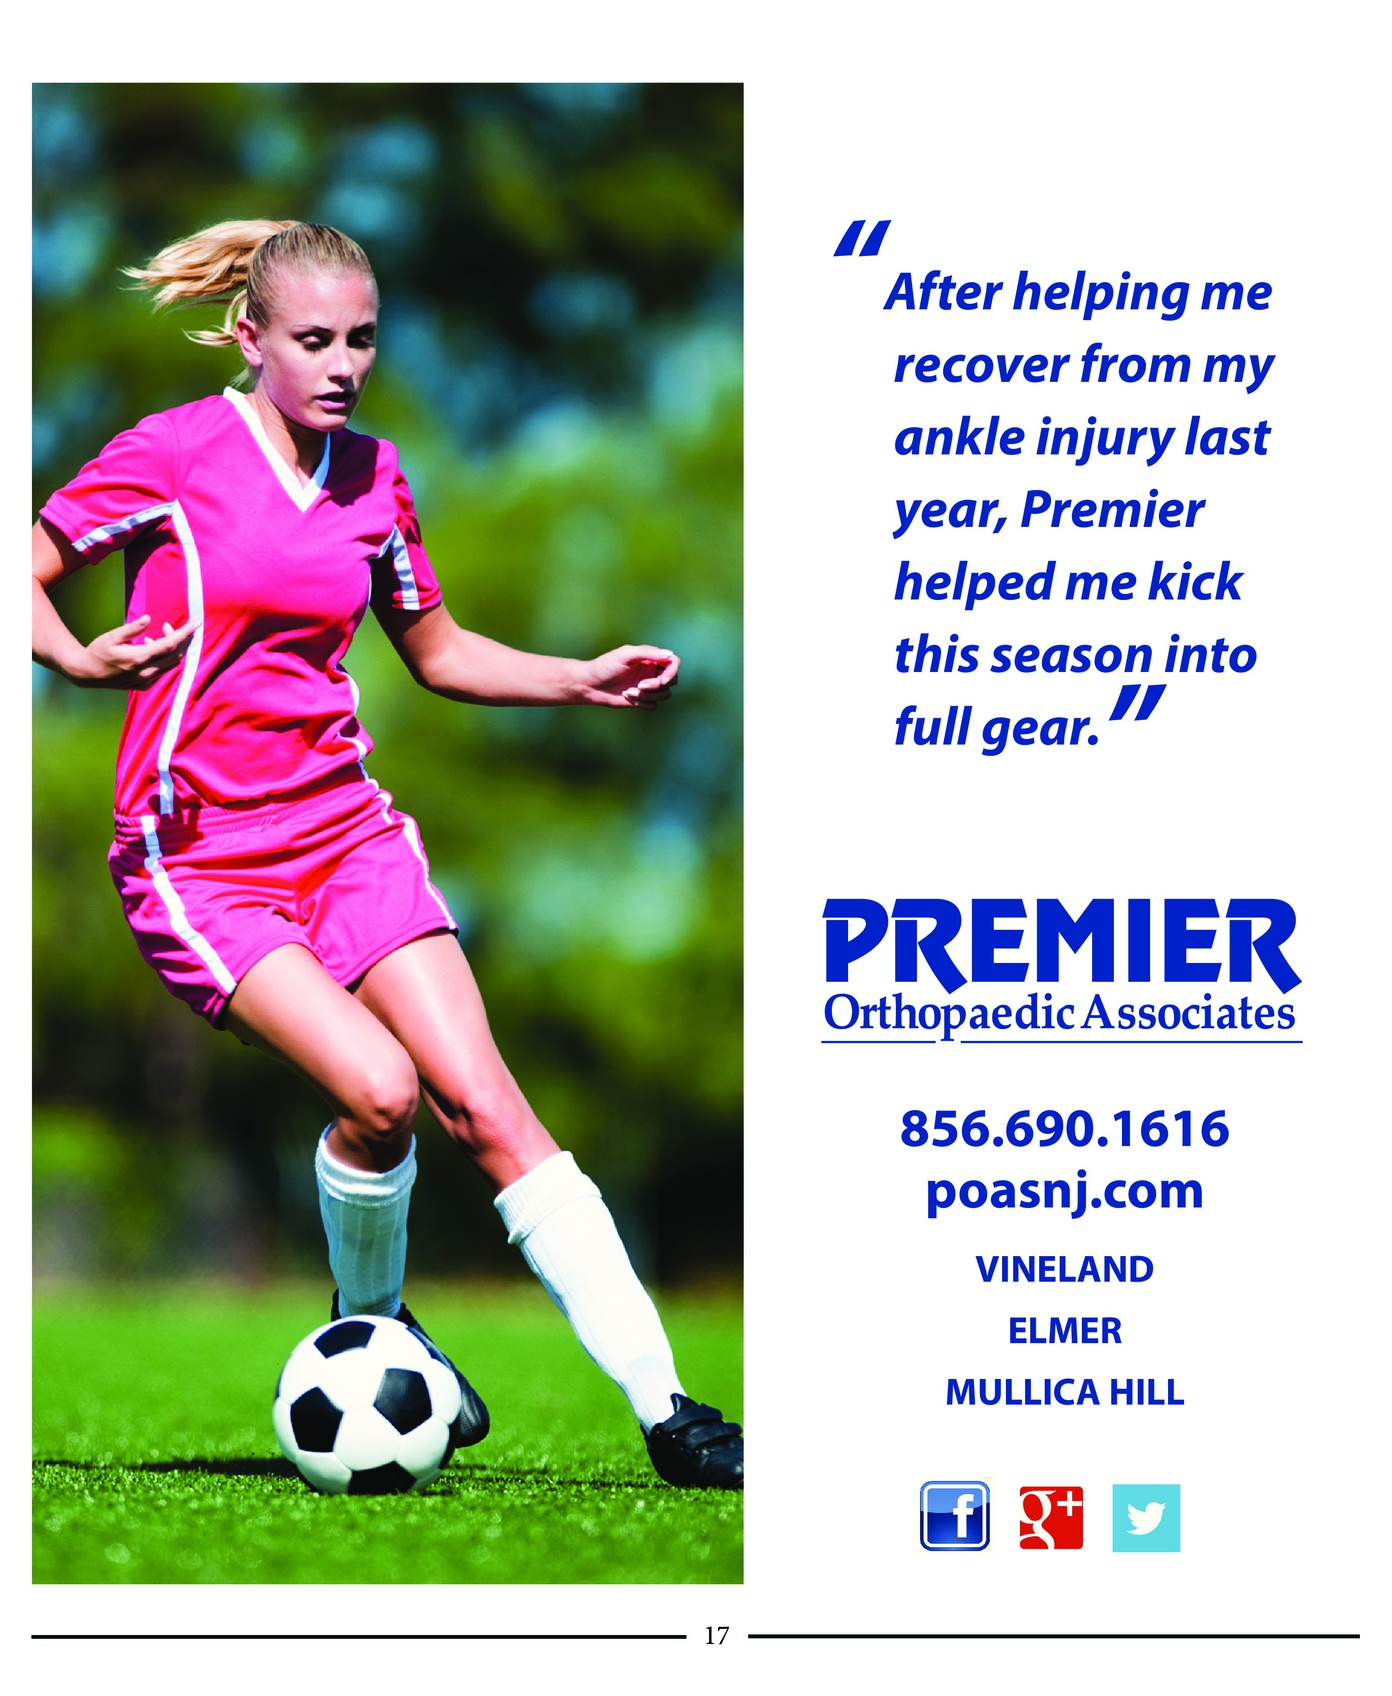 “After helping me
recover from my
ankle injury last
year, Premier
helped me kick
this season into
full gear.”
PREMIER
Orthopaedic Associates
856.690.1616
poasnj.com
VINELAND
ELMER
MULLICA HILL
f g+
17